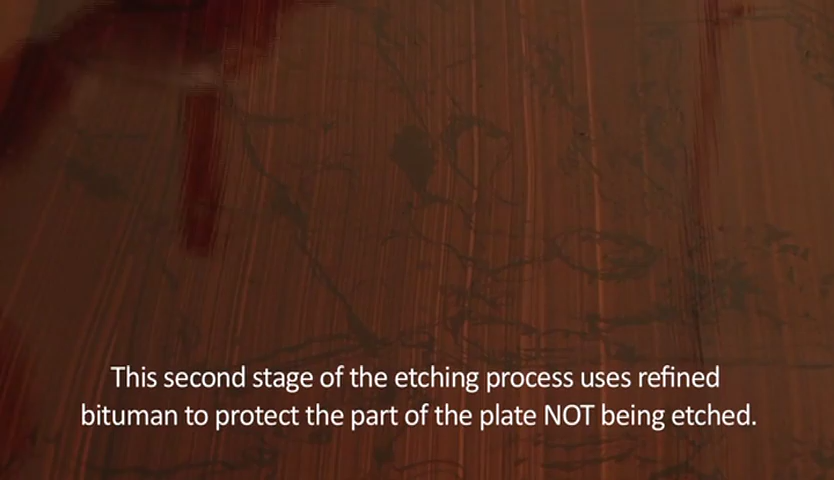 This second stage of the etching process uses refined
bituman to protect the part of the plate NOT being etched.